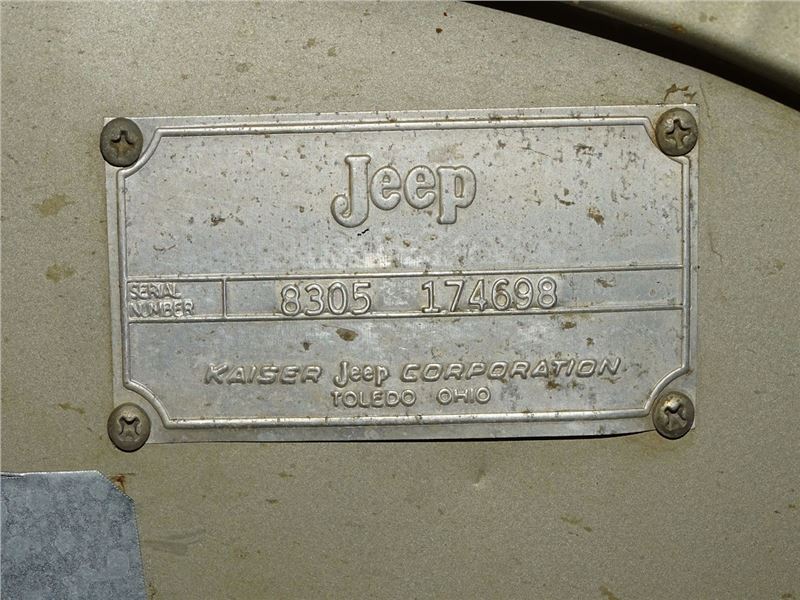 Jeep
SERIAL
NUMBER
8305 174698
KAISER Jeep CORPORATION
TOLEDO OHIO